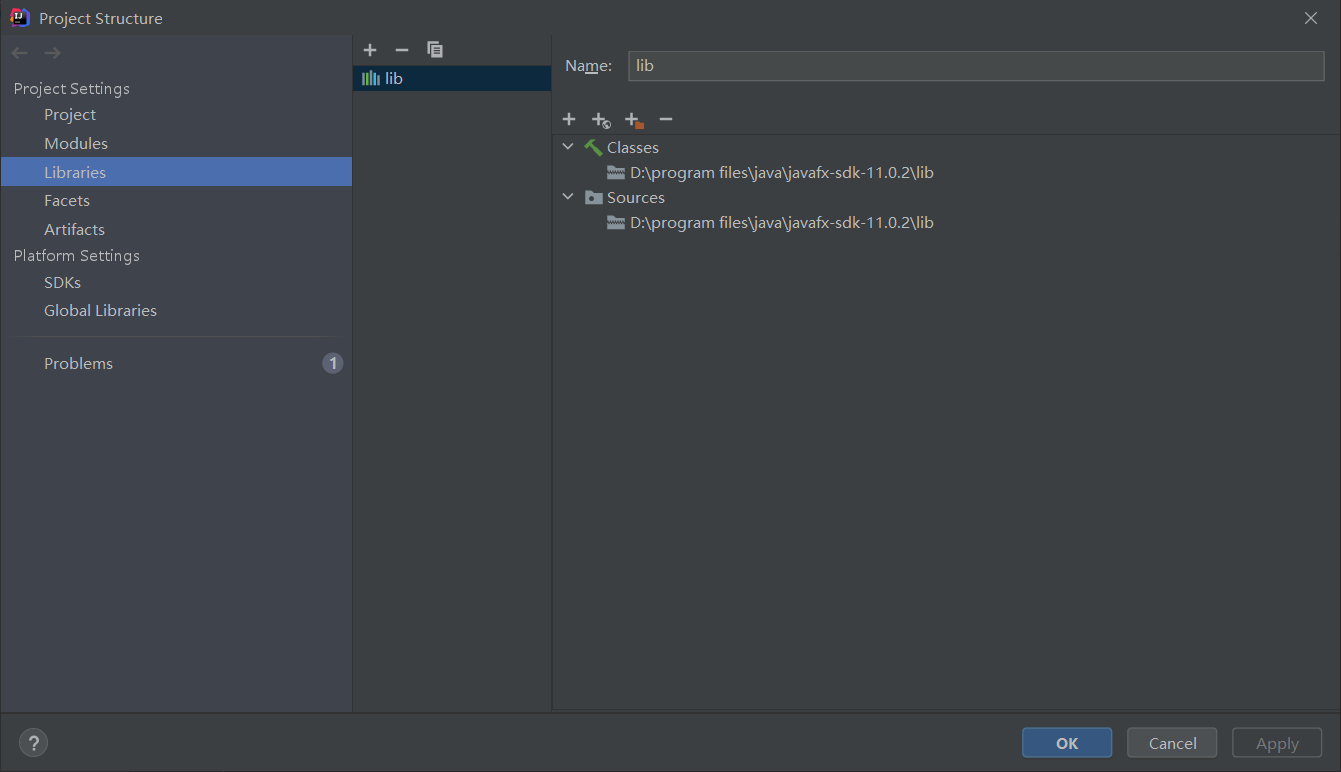 Project Structure
Project Settings
Project
Modules
Libraries
Facets
Artifacts
Platform Settings
SDKs
Global Libraries
Problems
1
lib
Name:
lib
Classes
D:\program files\java\javafx-sdk-11.0.2\lib
Sources
D:\program files\java\javafx-sdk-11.0.2\lib
?
OK
Cancel
Apply